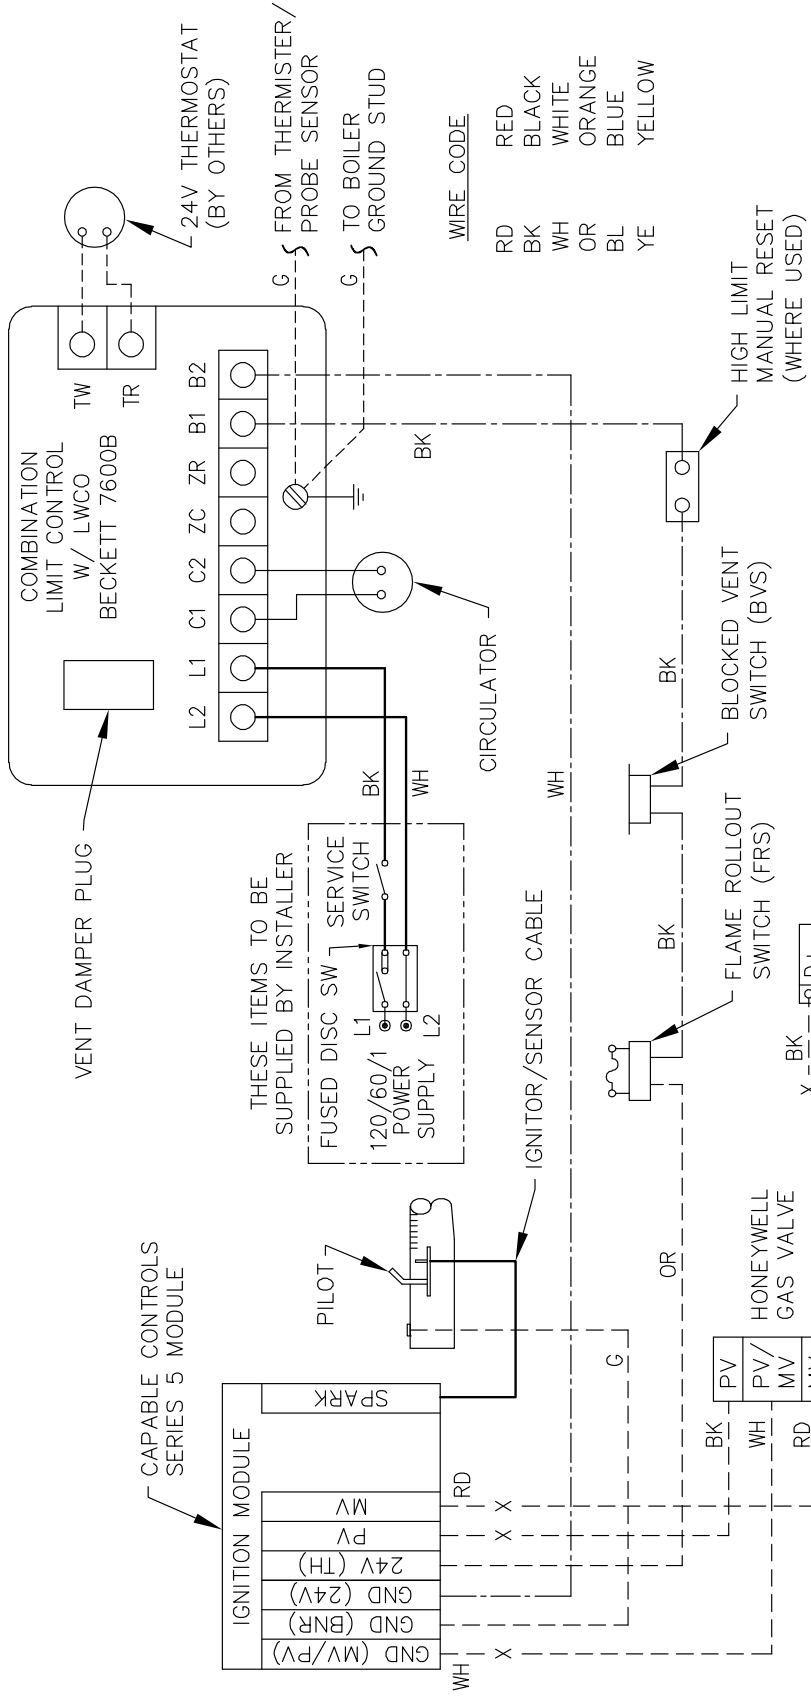 COMBINATION
LIMIT CONTROL
W/ LWCO
BECKETT 7600B
TW
TR
24V THERMOSTAT
(BY OTHERS)
VENT DAMPER PLUG
L2
L1
C1
C2
ZC
ZR
B1
B2
G
FROM THERMISTER/
PROBE SENSOR
G
TO BOILER
GROUND STUD
WIRE CODE
RD RED
BK BLACK
WH WHITE
OR ORANGE
BL BLUE
YE YELLOW
THESE ITEMS TO BE
SUPPLIED BY INSTALLER
FUSED DISC SW
SERVICE
SWITCH
L1
L2
120/60/1
POWER
SUPPLY
BK
WH
CIRCULATOR
BK
WH
CAPABLE CONTROLS
SERIES 5 MODULE
IGNITION MODULE
GND (MV/PV)
GND (BNR)
GND (24V)
24V (TH)
PV
MV
SPARK
PILOT
IGNITOR/SENSOR CABLE
WH
X
X
X
RD
G
OR
BK
BK
FLAME ROLLOUT
SWITCH (FRS)
BLOCKED VENT
SWITCH (BVS)
HIGH LIMIT
MANUAL RESET
(WHERE USED)
BK
WH
RD
PV
PV/
MV
HONEYWELL
GAS VALVE
X
BK